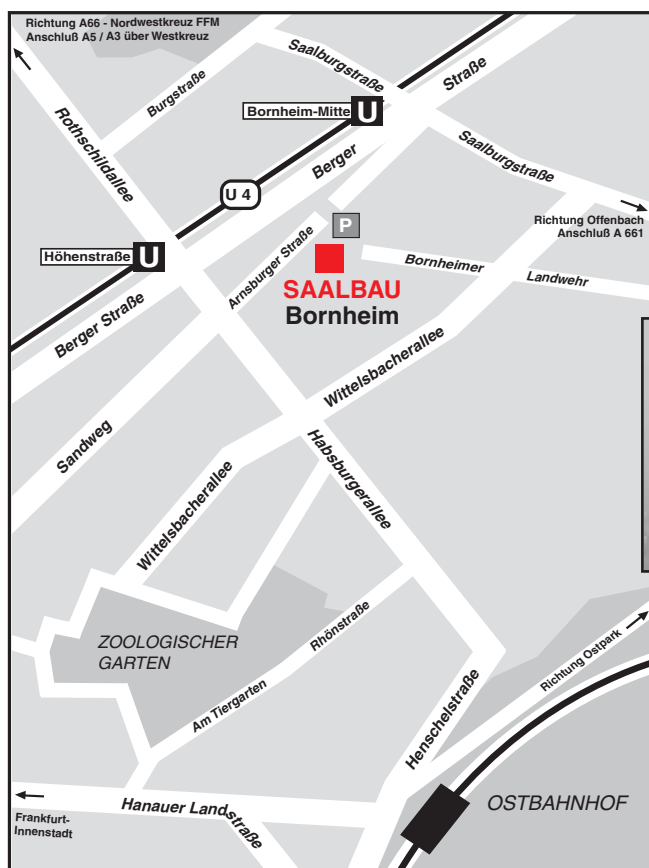 Richtung A66 - Nordwestkreuz FFM
Anschluß A5 / A3 über Westkreuz
Saalburgstraße
Straße
Burgstraße
Bornheim-Mitte
U
Rothschildallee
Berger
Saalburgstraße
U 4
P
Richtung Offenbach
Anschluß A 661
Höhenstraße
U
Arnsburger Straße
Bornheimer
Landwehr
SAALBAU
Bornheim
Berger Straße
Wittelsbacherallee
Sandweg
Habsburgerallee
Wittelsbacherallee
ZOOLOGISCHER
GARTEN
Rhönstraße
Richtung Ostpark
Am Tiergarten
Henschelstraße
Hanauer Landstraße
OSTBAHNHOF
Frankfurt-
Innenstadt